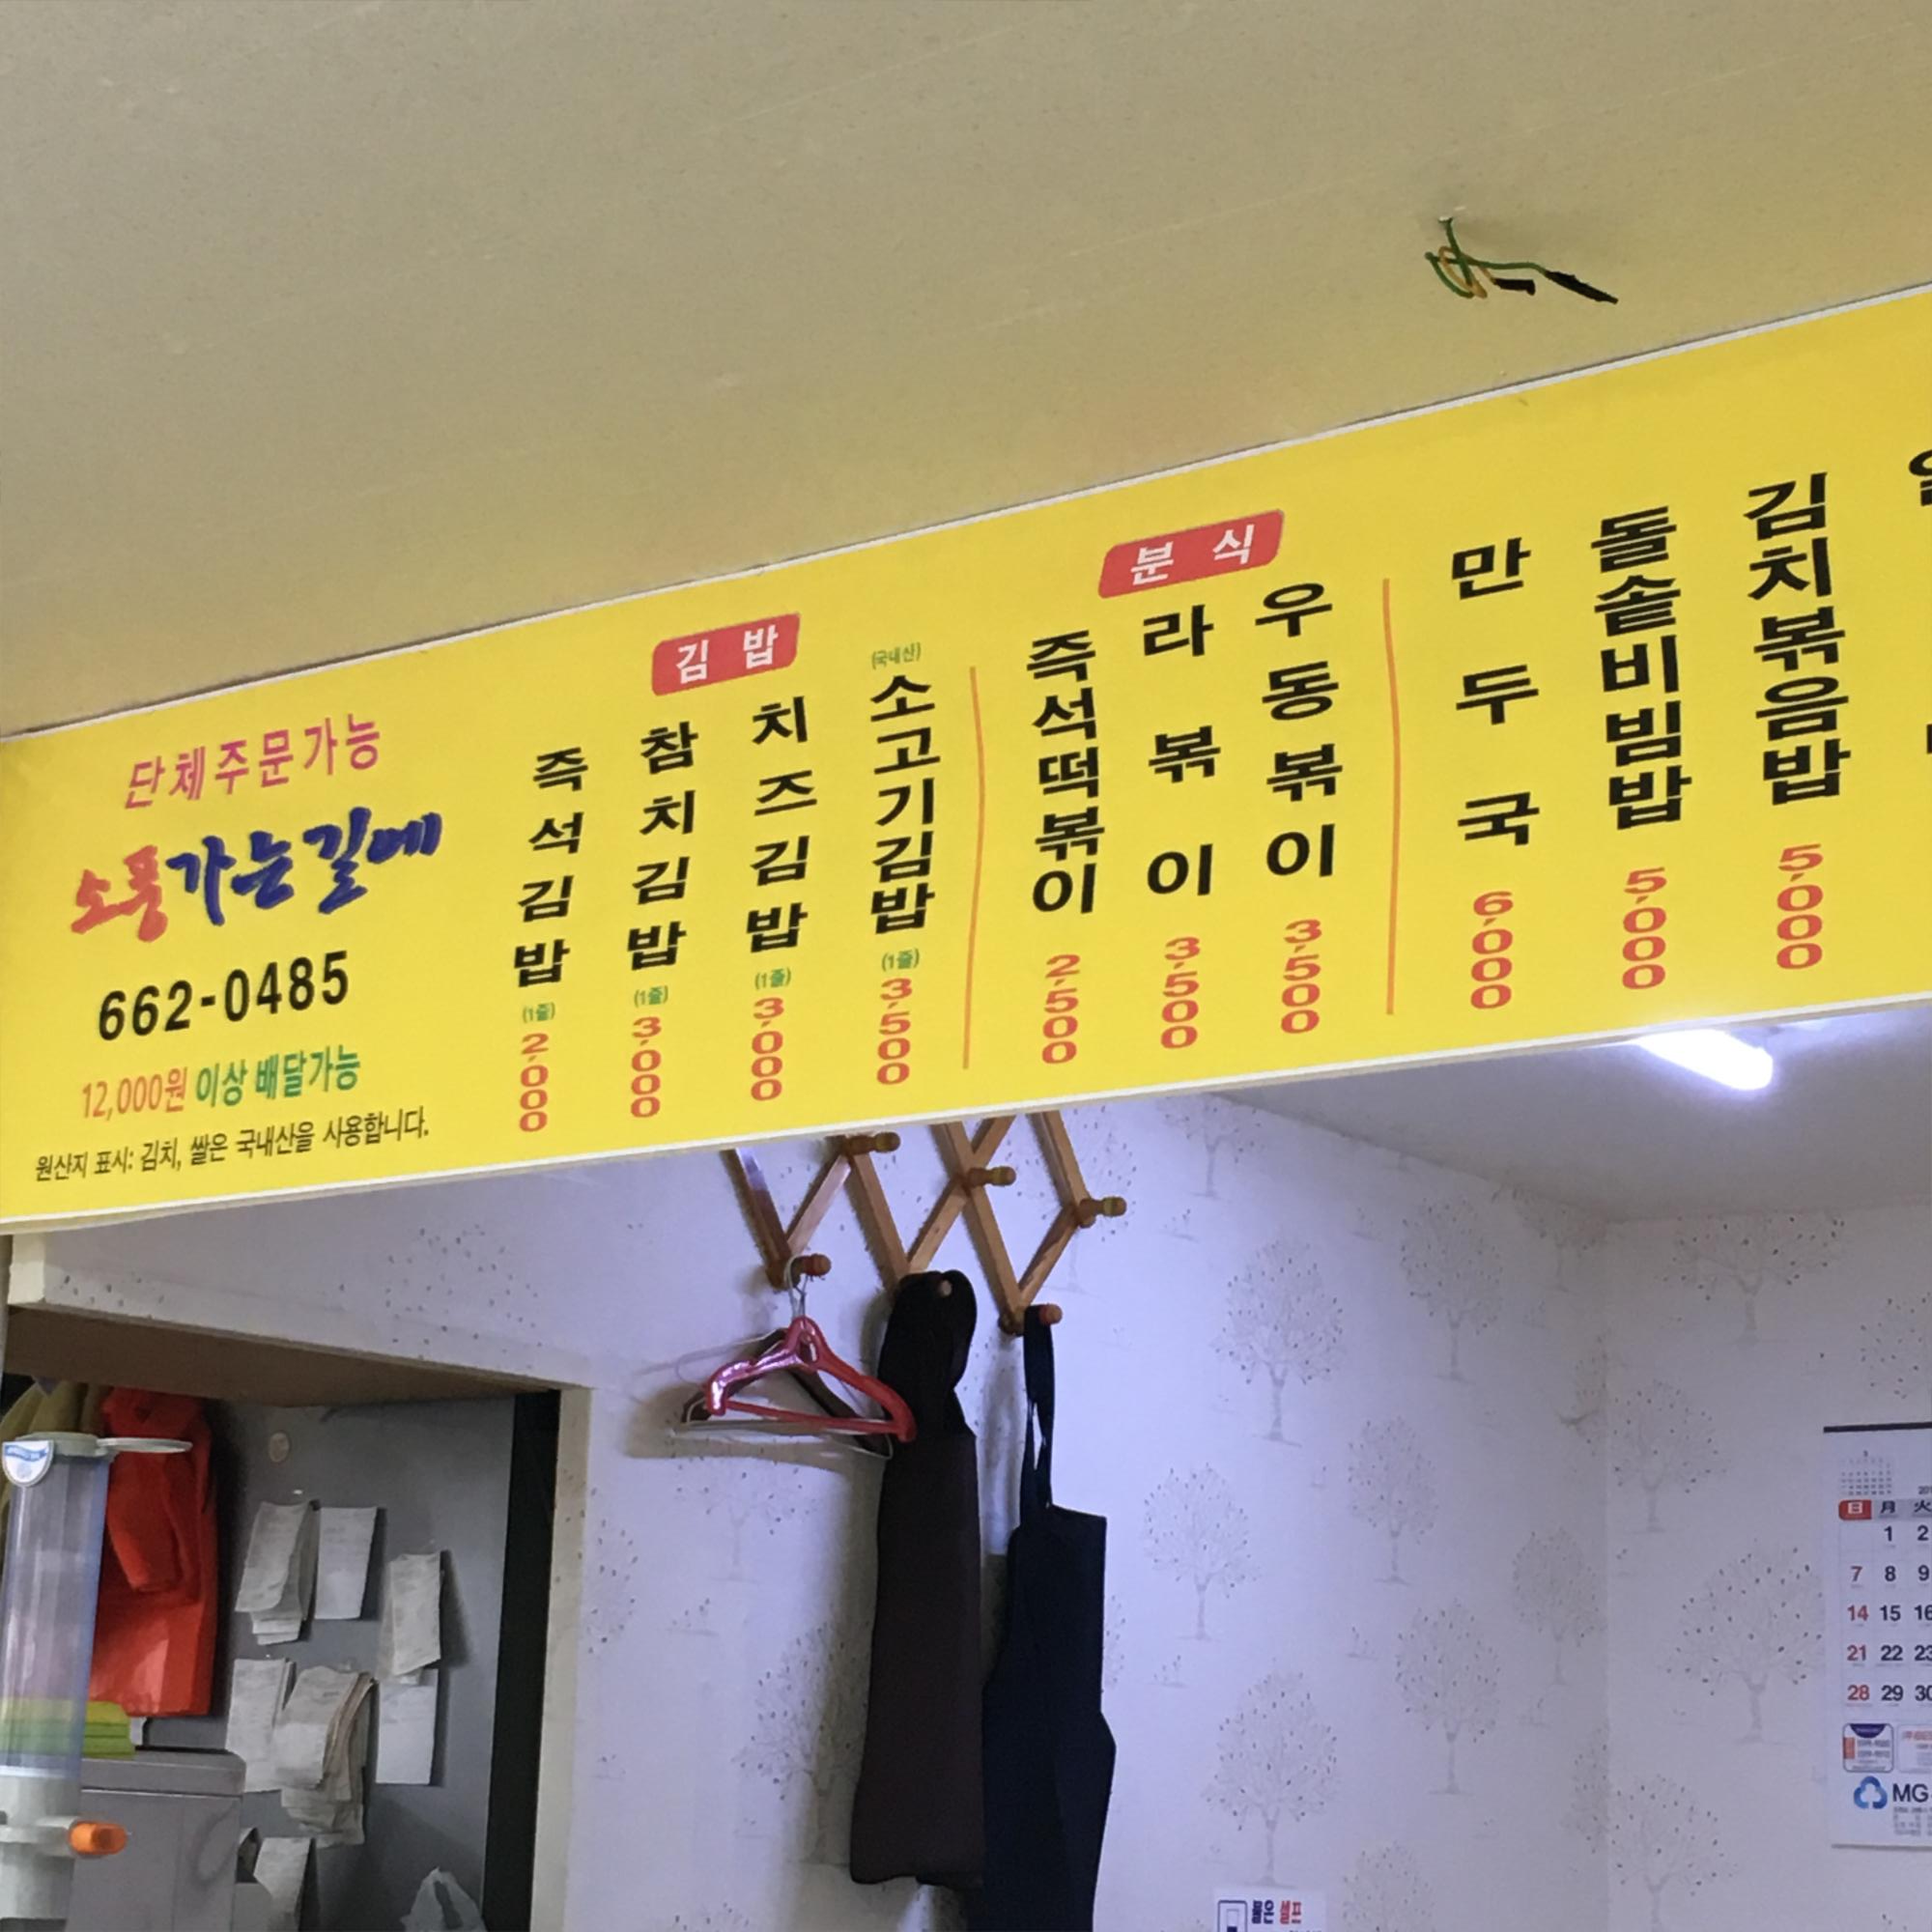 단체주문가능
소풍가는길에
662-0485
12,000원 이상 배달가능
원산지 표시: 김치, 쌀은 국내산을 사용합니다.
김밥
즉석김밥 (1줄) 2,000
참치김밥 (1줄) 3,000
치즈김밥 (1줄) 3,000
(국내산) 소고기김밥 (1줄) 3,500
분식
즉석떡볶이 2,500
라볶이 3,500
우동볶이 3,500
만두국 6,000
돌솥비빔밥 5,000
김치볶음밥 5,000
日 月 火
1 2
7 8 9
14 15 16
21 22 23
28 29 30
MG